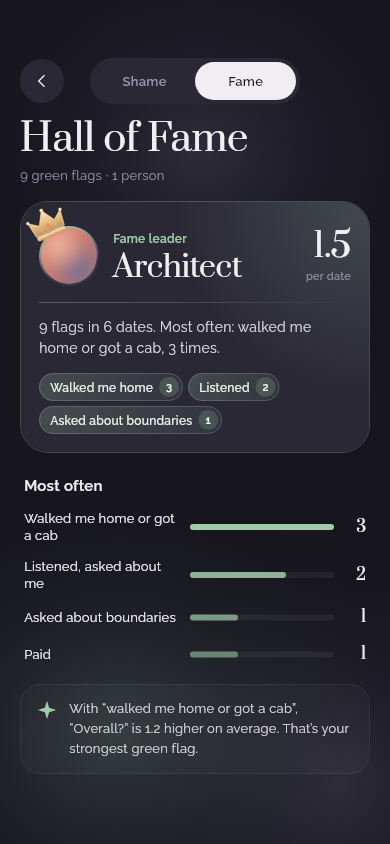 Shame
Fame
Hall of Fame
9 green flags · 1 person
Fame leader
Architect
1.5
per date
9 flags in 6 dates. Most often: walked me
home or got a cab, 3 times.
Walked me home 3
Listened 2
Asked about boundaries 1
Most often
Walked me home or got
a cab
3
Listened, asked about
me
2
Asked about boundaries
1
Paid
1
With "walked me home or got a cab",
"Overall?" is 1.2 higher on average. That's your
strongest green flag.